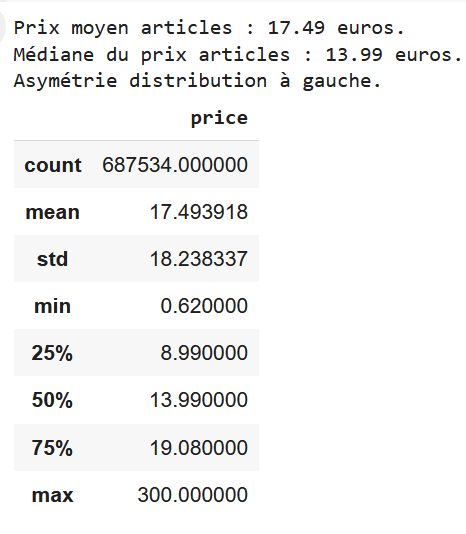 Prix moyen articles : 17.49 euros.
Médiane du prix articles : 13.99 euros.
Asymétrie distribution à gauche.
price
count 687534.000000
mean 17.493918
std 18.238337
min 0.620000
25% 8.990000
50% 13.990000
75% 19.080000
max 300.000000